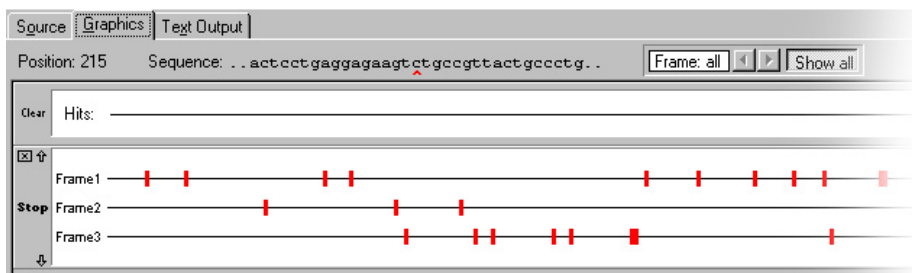 Source Graphics Text Output
Position: 215 Sequence: ..actcctgaggagaagtctgccgttactgccctg.. Frame: all Show all
Clear Hits:
Frame1
Stop Frame2
Frame3